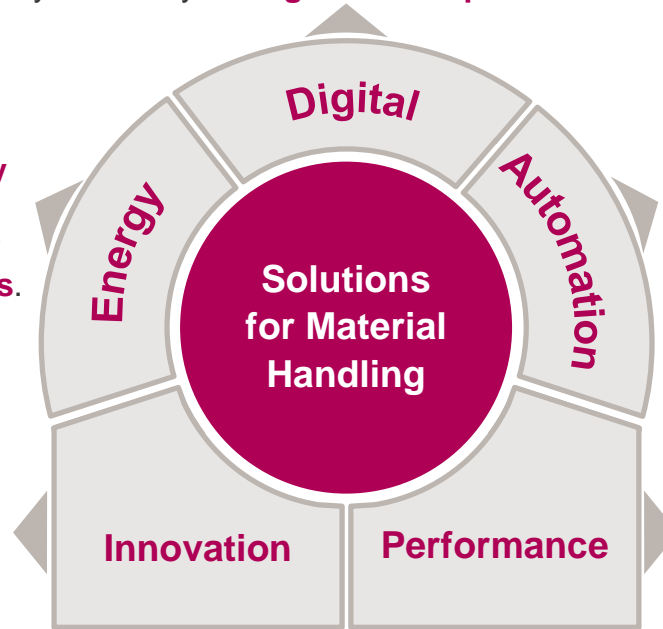 Digital
Energy
Automation
Solutions
for Material
Handling
s.
Innovation
Performance